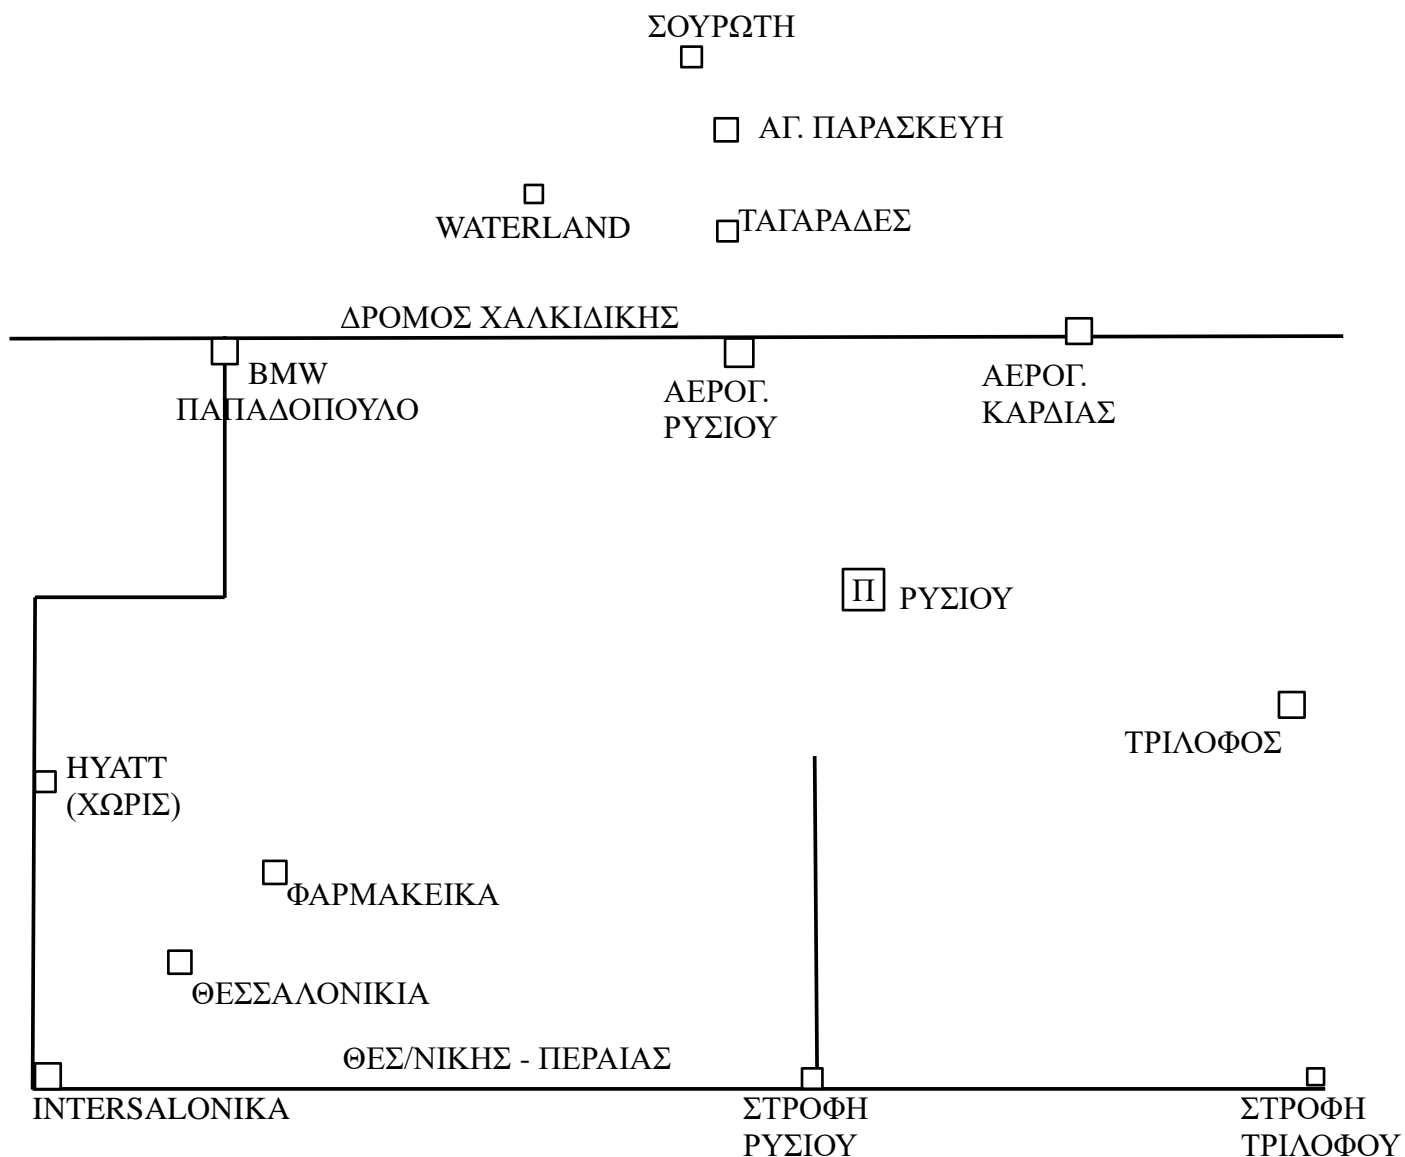 ΣΟΥΡΩΤΗ
ΑΓ. ΠΑΡΑΣΚΕΥΗ
WATERLAND
ΤΑΓΑΡΑΔΕΣ
ΔΡΟΜΟΣ ΧΑΛΚΙΔΙΚΗΣ
BMW
ΠΑΠΑΔΟΠΟΥΛΟ
ΑΕΡΟΓ.
ΡΥΣΙΟΥ
ΑΕΡΟΓ.
ΚΑΡΔΙΑΣ
Π
ΡΥΣΙΟΥ
ΤΡΙΛΟΦΟΣ
HYATT
(ΧΩΡΙΣ)
ΦΑΡΜΑΚΕΙΚΑ
ΘΕΣΣΑΛΟΝΙΚΙΑ
ΘΕΣ/ΝΙΚΗΣ - ΠΕΡΑΙΑΣ
INTERSALONIKA
ΣΤΡΟΦΗ
ΡΥΣΙΟΥ
ΣΤΡΟΦΗ
ΤΡΙΛΟΦΟΥ